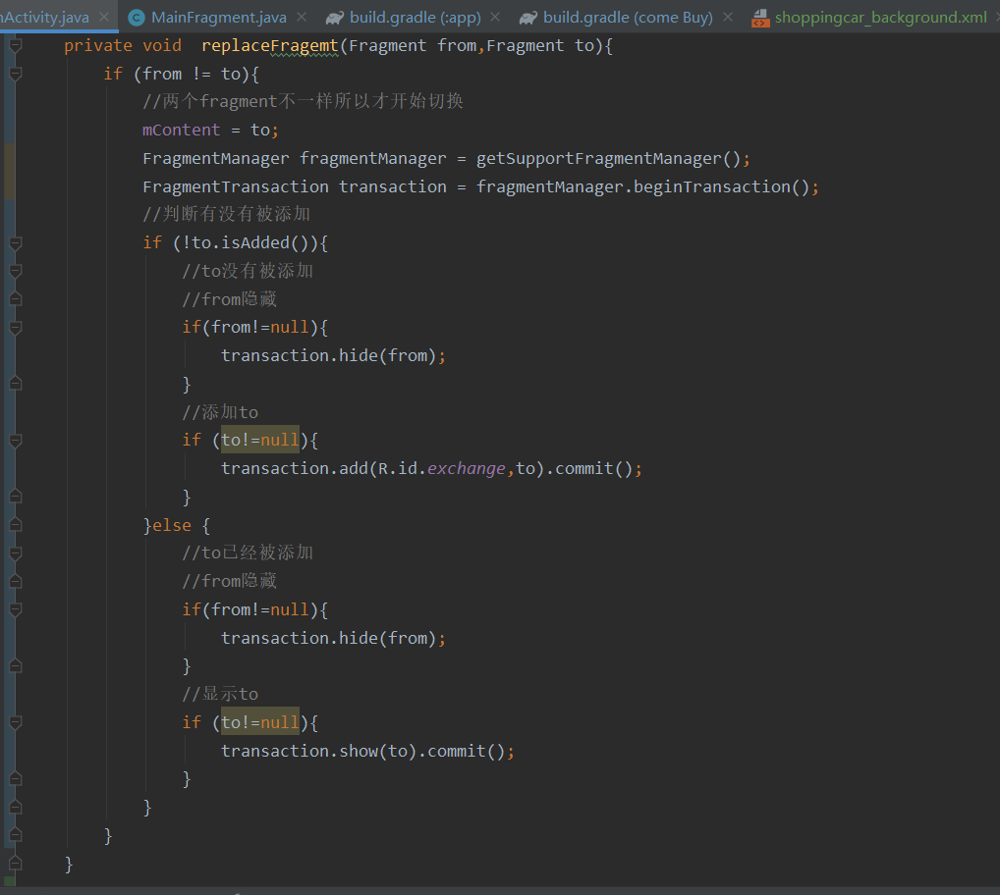 nActivity.java × MainFragment.java × build.gradle (:app) × build.gradle (come Buy) × shoppingcar_background.xml
private void  replaceFragemt(Fragment from,Fragment to){
if (from != to){
//两个fragment不一样所以才开始切换
mContent = to;
FragmentManager fragmentManager = getSupportFragmentManager();
FragmentTransaction transaction = fragmentManager.beginTransaction();
//判断有没有被添加
if (!to.isAdded()){
//to没有被添加
//from隐藏
if(from!=null){
transaction.hide(from);
}
//添加to
if (to!=null){
transaction.add(R.id.exchange,to).commit();
}
}else {
//to已经被添加
//from隐藏
if(from!=null){
transaction.hide(from);
}
//显示to
if (to!=null){
transaction.show(to).commit();
}
}
}
}